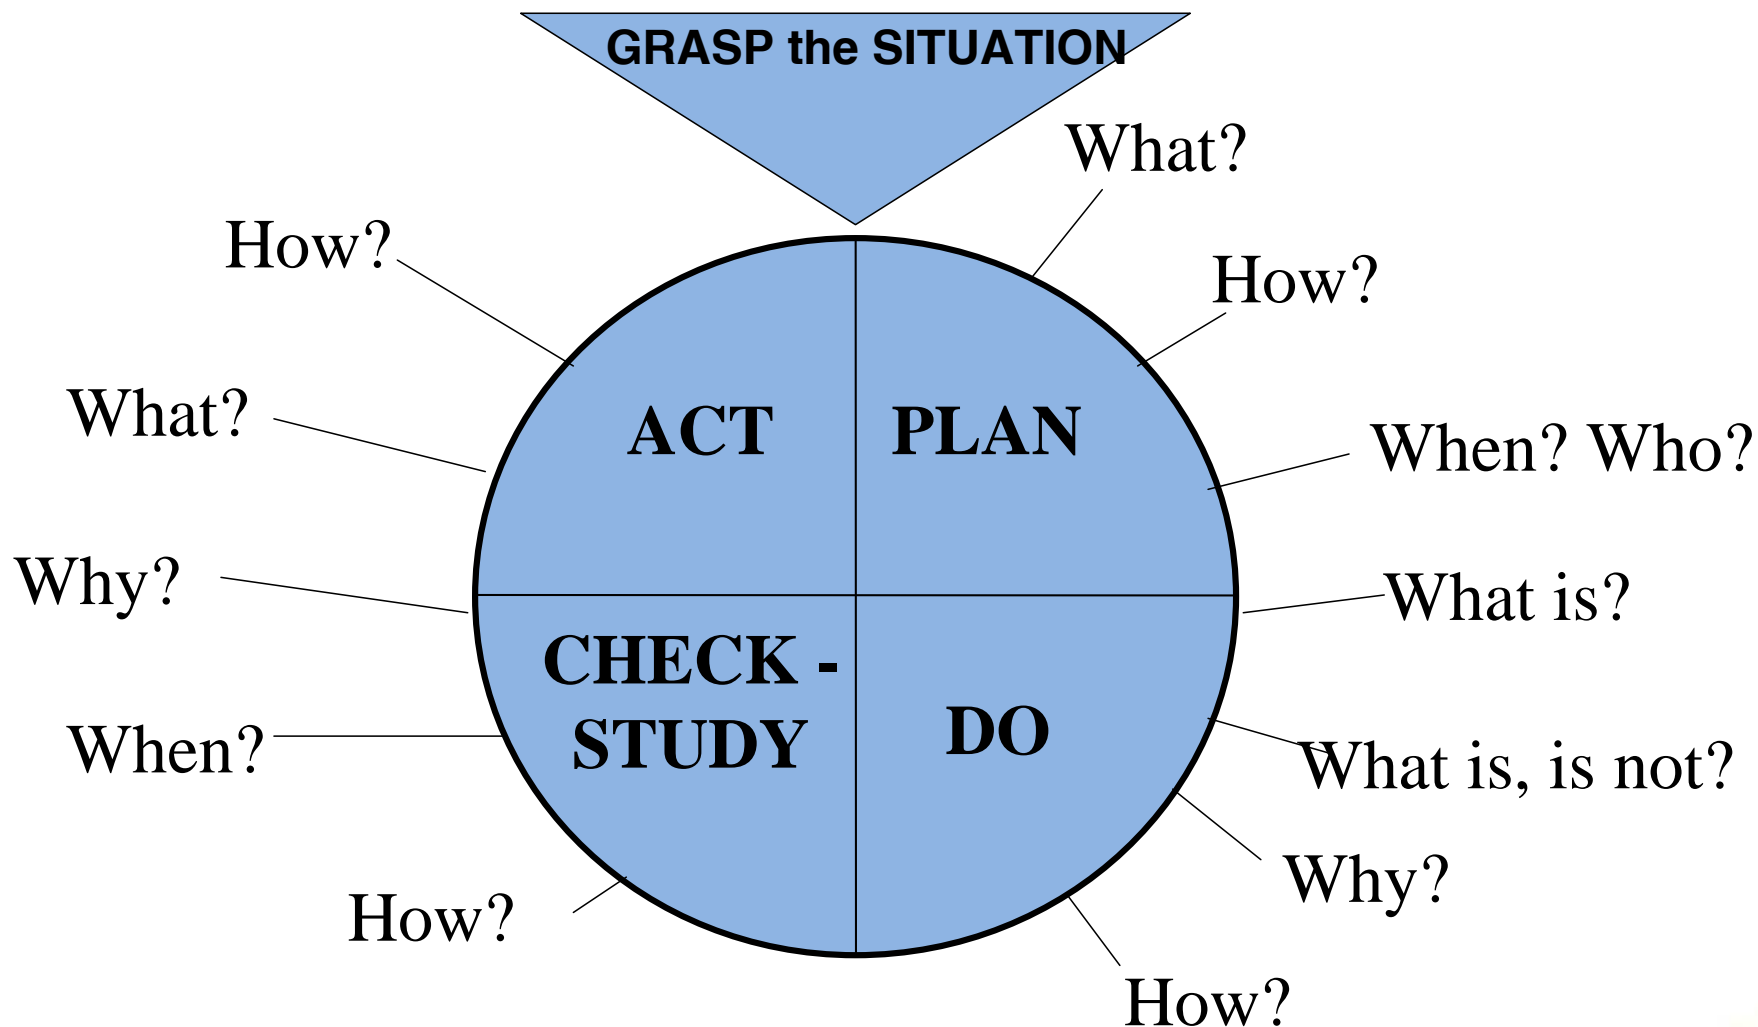 GRASP the SITUATION
What?
How?
How?
What?
ACT
PLAN
When? Who?
Why?
What is?
CHECK -
STUDY
DO
When?
What is, is not?
Why?
How?
How?